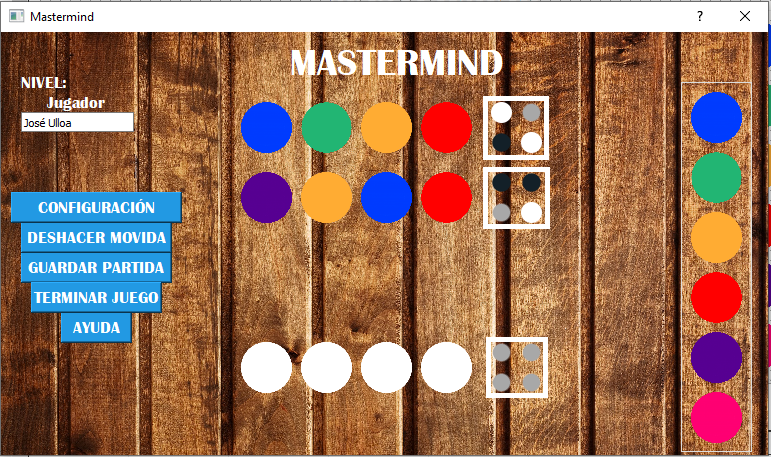 Mastermind
?
MASTERMIND
NIVEL:
Jugador
José Ulloa
CONFIGURACIÓN
DESHACER MOVIDA
GUARDAR PARTIDA
TERMINAR JUEGO
AYUDA